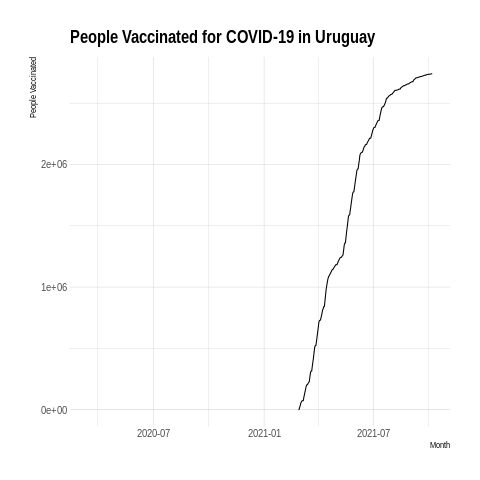 People Vaccinated for COVID-19 in Uruguay
People Vaccinated
2e+06
1e+06
0e+00
2020-07
2021-01
2021-07
Month